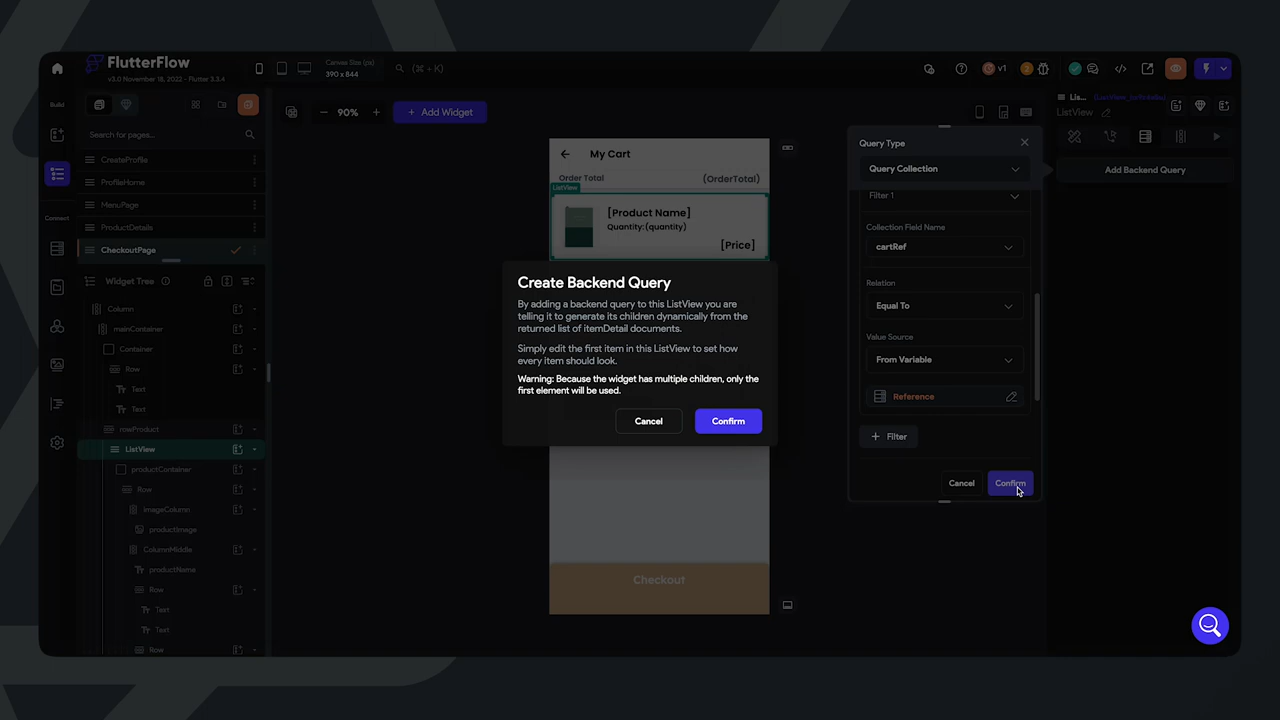 FlutterFlow
v3.0 November 18, 2022 - Flutter 3.3.4
Canvas Size (px)
390 x 844
(⌘ + K)
v1
Build
90%
+ Add Widget
Search for pages...
CreateProfile
ProfileHome
MenuPage
ProductDetails
CheckoutPage
Connect
Widget Tree
Column
mainContainer
Container
Row
Text
Text
rowProduct
ListView
productContainer
Row
ImageColumn
productImage
ColumnMiddle
productName
Row
Text
Text
Row
My Cart
Order Total
(OrderTotal)
ListView
[Product Name]
Quantity:(quantity)
[Price]
Checkout
Create Backend Query
By adding a backend query to this ListView you are
telling it to generate its children dynamically from the
returned list of itemDetail documents.
Simply edit the first item in this ListView to set how
every item should look.
Warning: Because the widget has multiple children, only the
first element will be used.
Cancel
Confirm
Query Type
Query Collection
Filter 1
Collection Field Name
cartRef
Relation
Equal To
Value Source
From Variable
Reference
+ Filter
Cancel
Confirm
Lis...
ListView
Add Backend Query